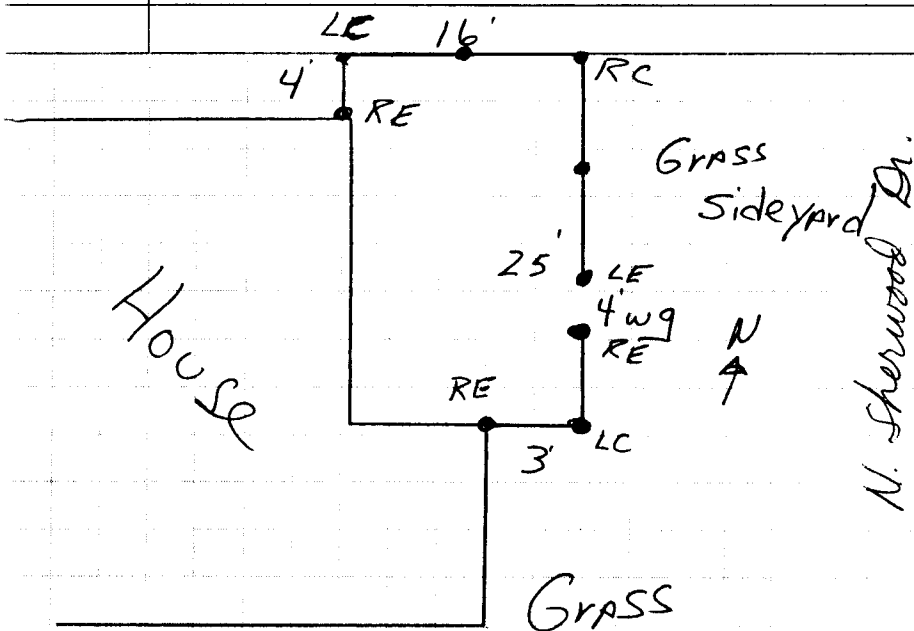 LE 16'
RC
4'
RE
Grass
Sideyard
25'
LE
4' wg
RE
N
House
N. Sherwood Dr.
RE
3'
LC
Grass